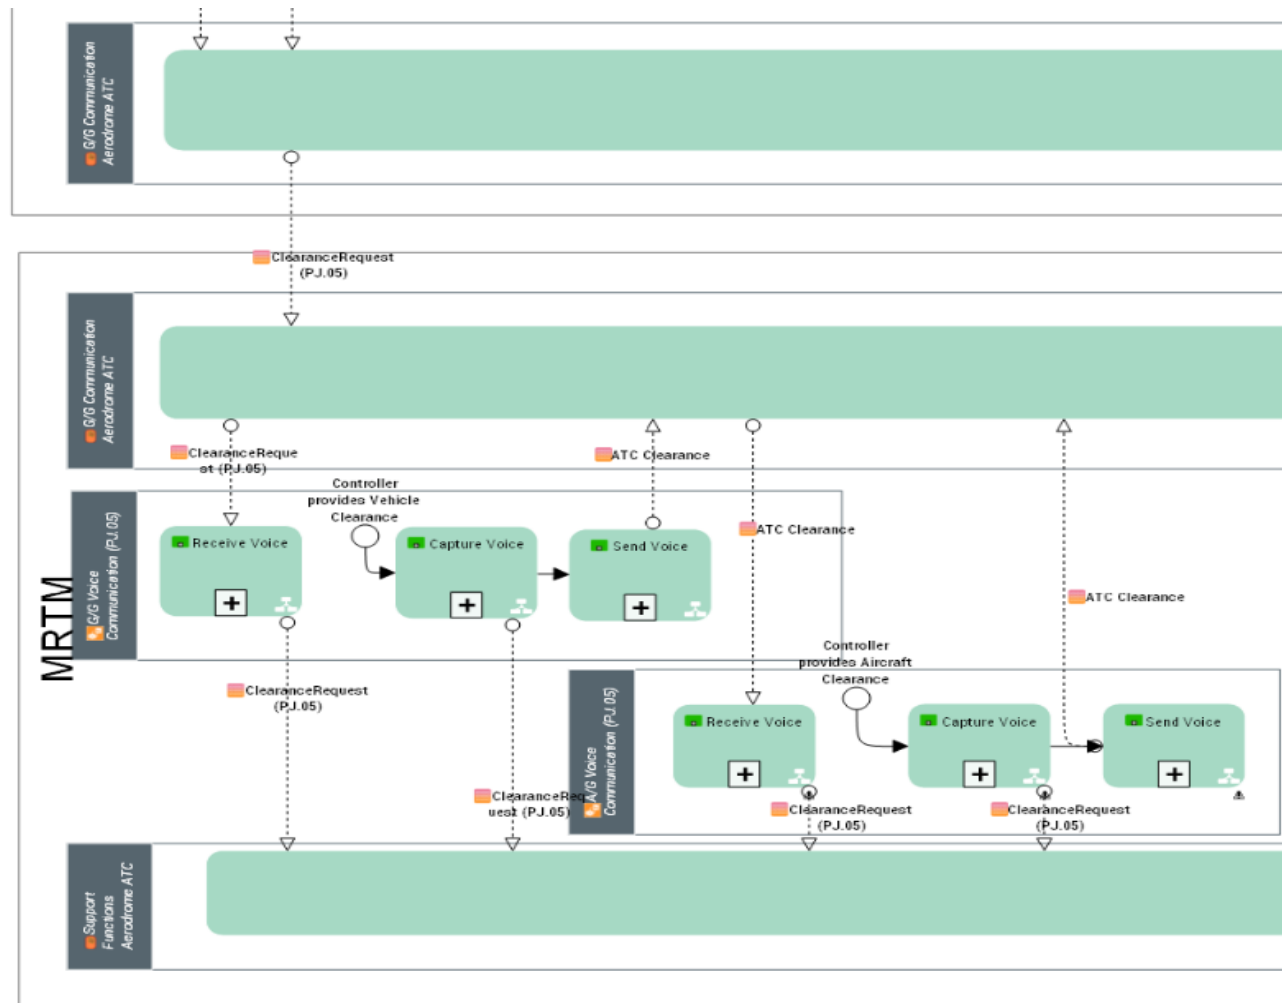 G/G Communication
Aerodrome ATC
ClearanceRequest
(PJ.05)
G/G Communication
Aerodrome ATC
ClearanceReque
st (PJ.05)
ATC Clearance
Controller
provides Vehicle
Clearance
ATC Clearance
MRTM
G/G Voice
Communication (PJ.05)
Receive Voice
Capture Voice
Send Voice
ATC Clearance
Controller
provides Aircraft
Clearance
ClearanceRequest
(PJ.05)
A/G Voice
Communication (PJ.05)
Receive Voice
Capture Voice
Send Voice
ClearanceReq
uest (PJ.05)
ClearanceRequest
(PJ.05)
ClearanceRequest
(PJ.05)
Support
Functions
Aerodrome ATC